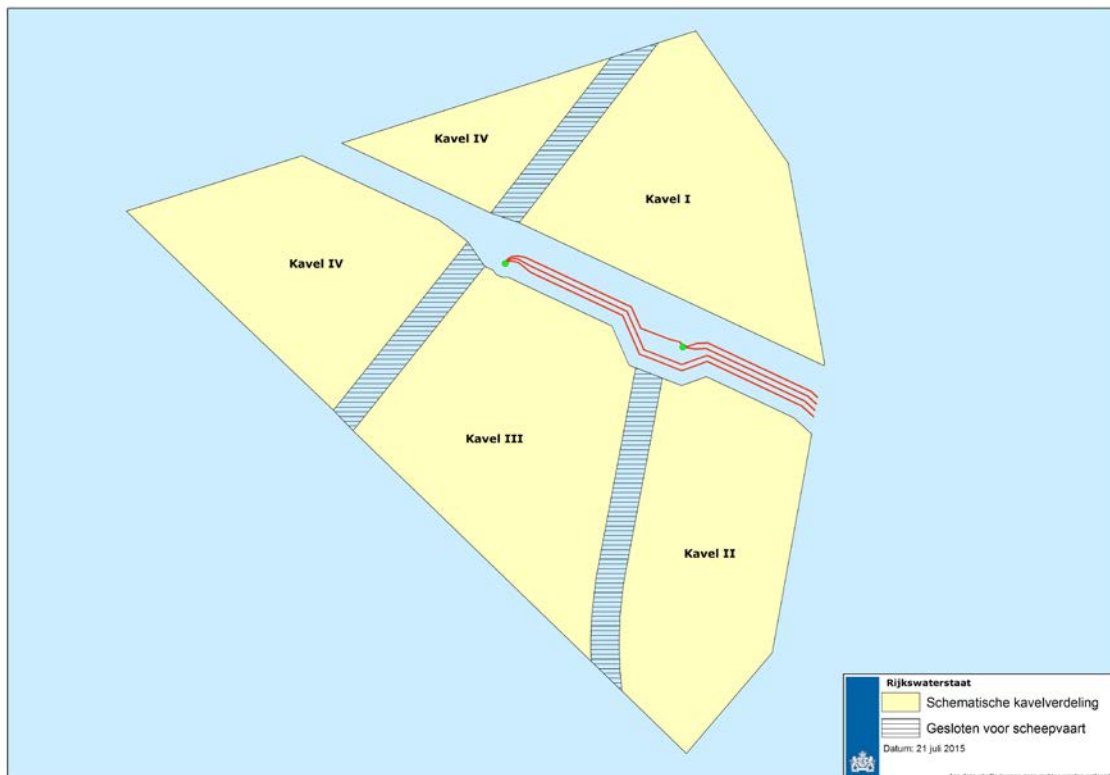 Kavel IV
Kavel I
Kavel IV
Kavel III
Kavel II
Rijkswaterstaat
Schematische kavelverdeling
Gesloten voor scheepvaart
Datum: 21 juli 2015